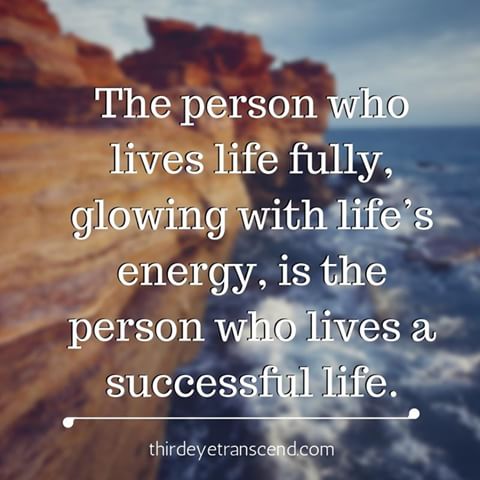 The person who
lives life fully,
glowing with life's
energy, is the
person who lives a
successful life.
thirdeyetranscend.com